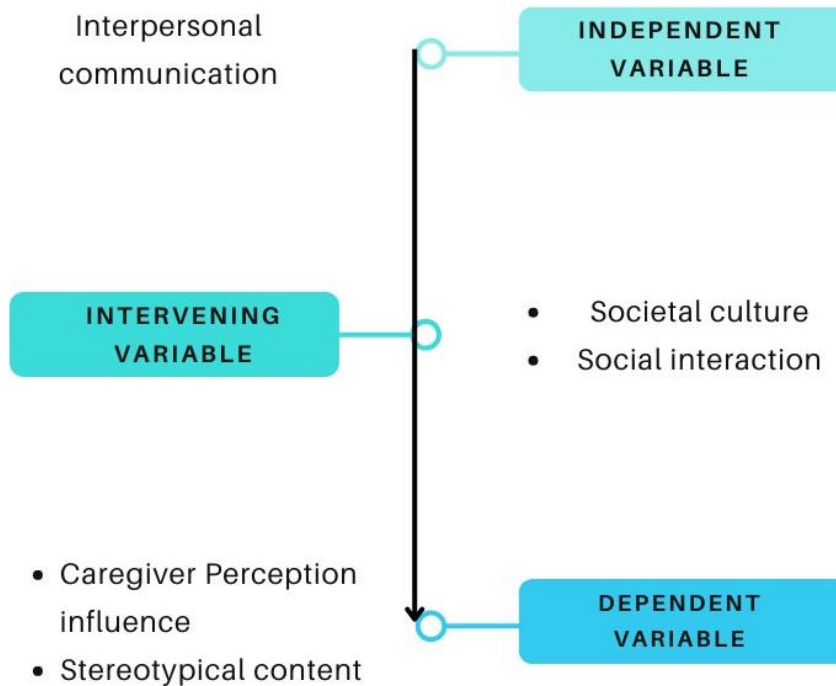 Interpersonal
communication
INDEPENDENT
VARIABLE
INTERVENING
VARIABLE
• Societal culture
• Social interaction
• Caregiver Perception
influence
• Stereotypical content
DEPENDENT
VARIABLE